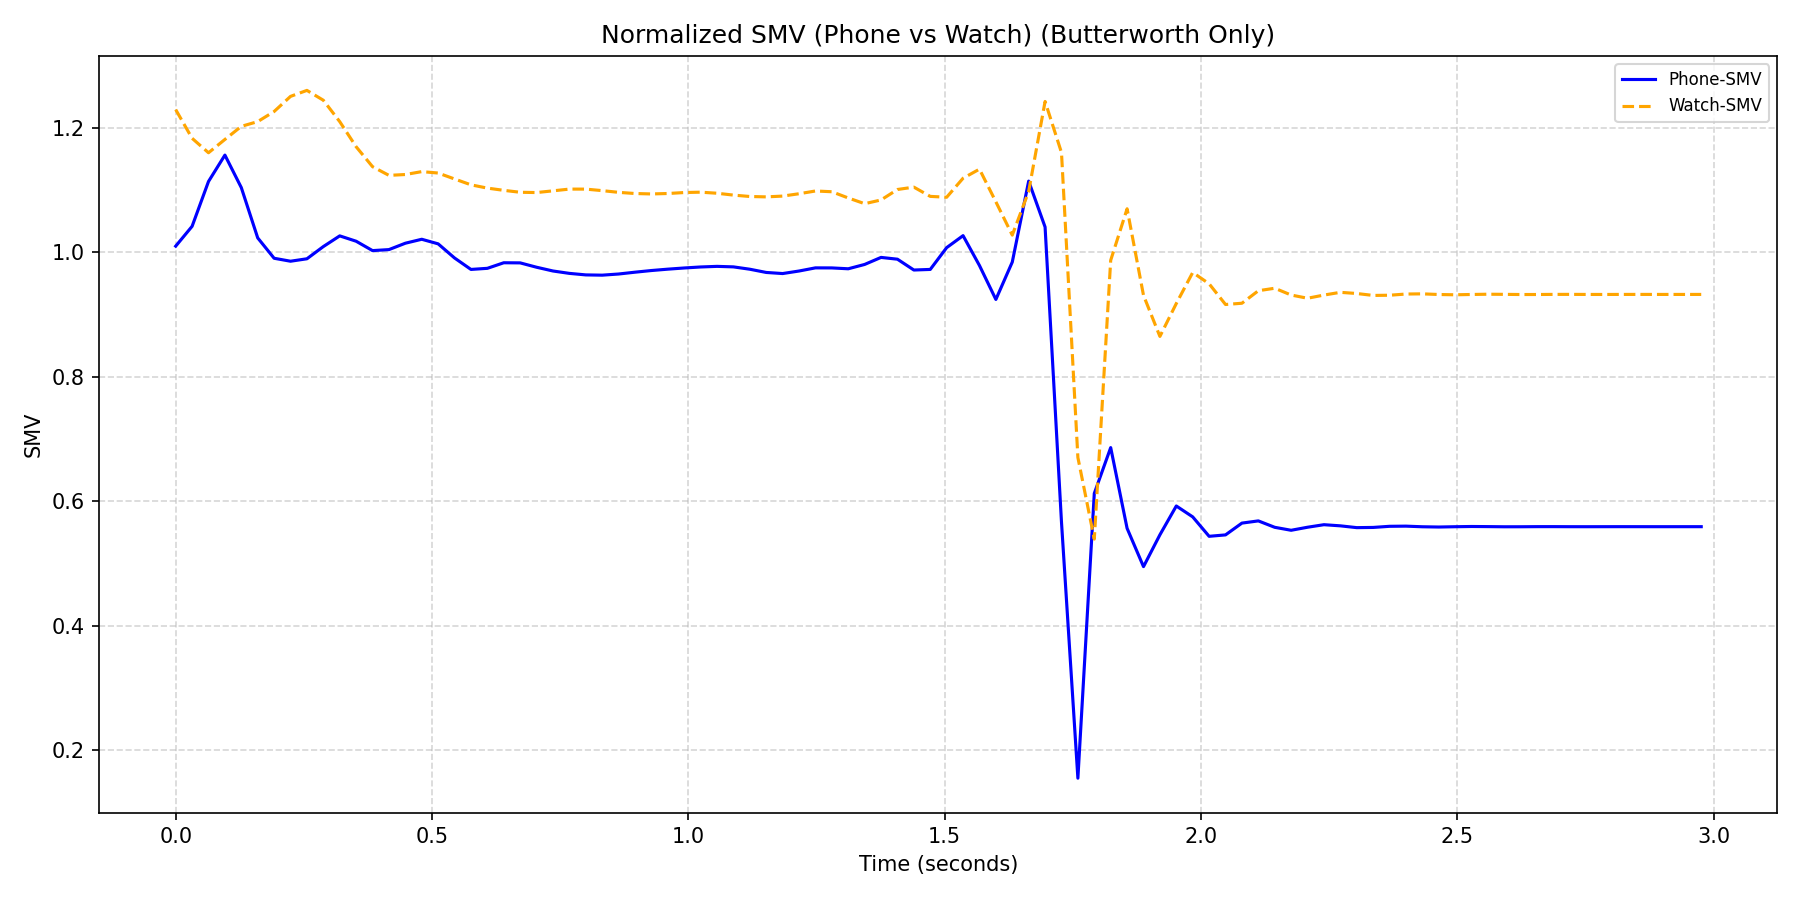 Normalized SMV (Phone vs Watch) (Butterworth Only)
Phone-SMV
Watch-SMV
SMV
1.2
1.0
0.8
0.6
0.4
0.2
0.0 0.5 1.0 1.5 2.0 2.5 3.0
Time (seconds)